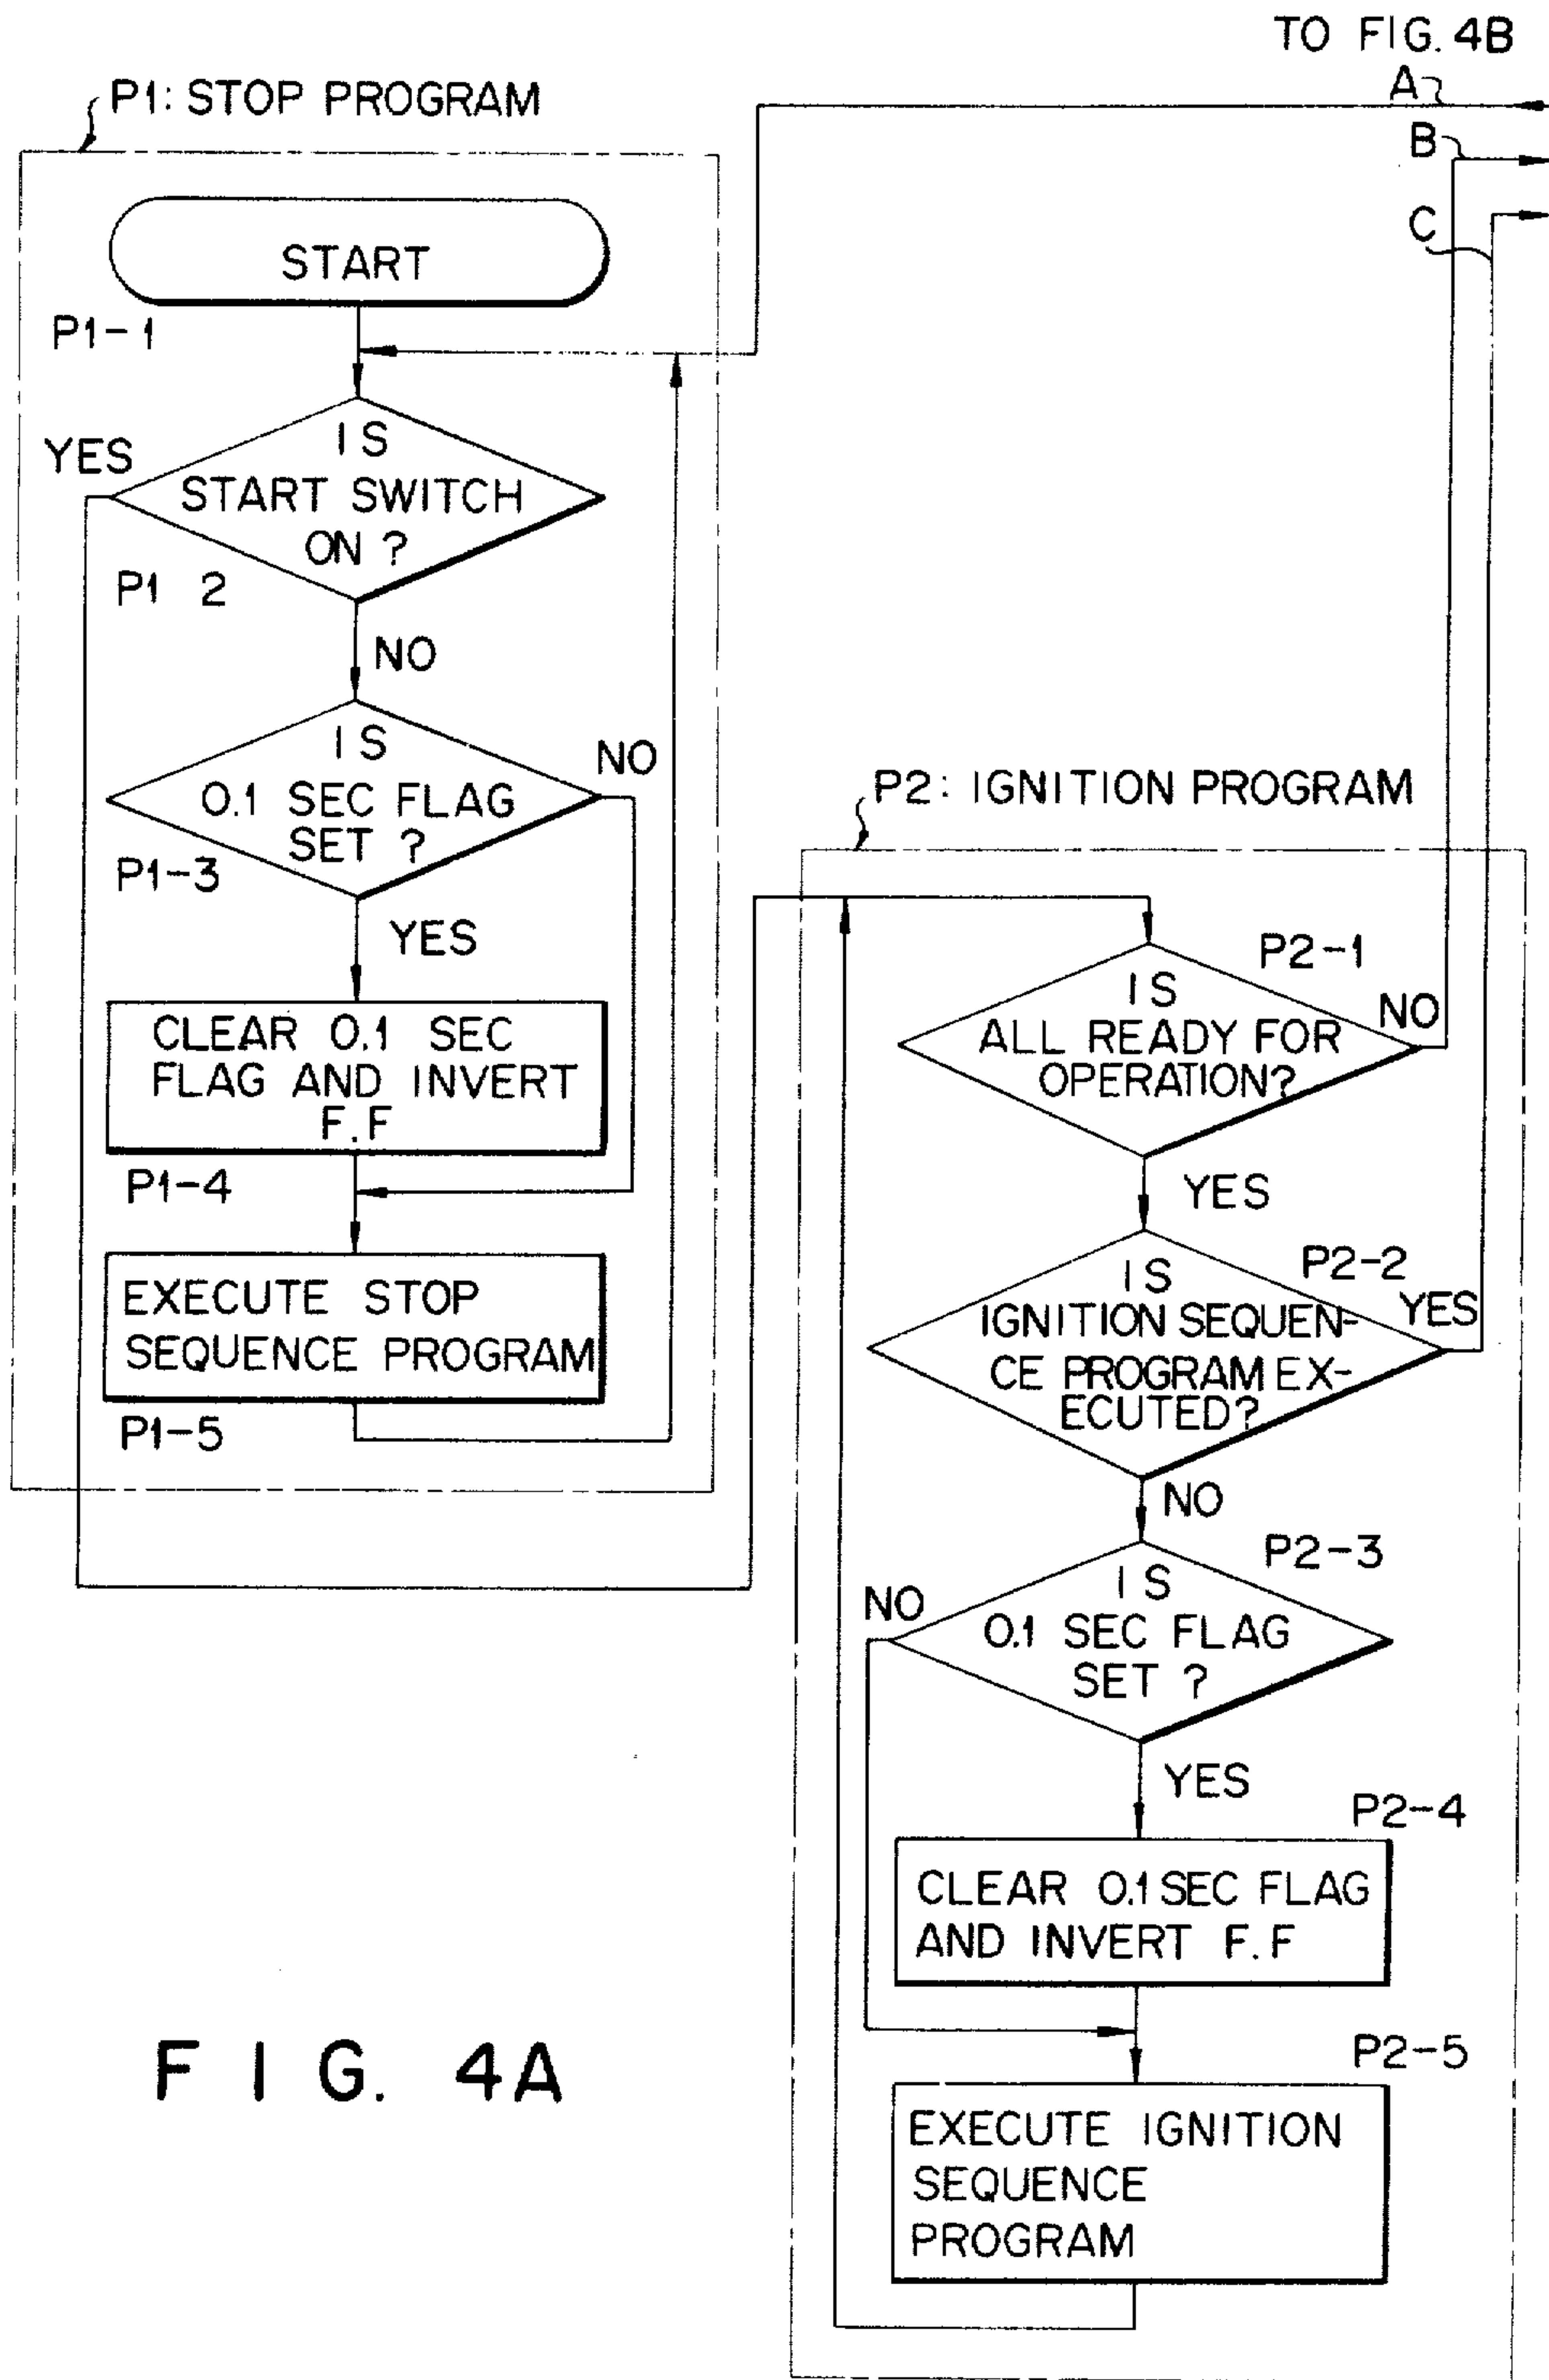 TO FIG. 4B
A
B
C
P1: STOP PROGRAM
START
P1-1
IS
START SWITCH
ON ?
YES
P1 2
NO
IS
0.1 SEC FLAG
SET ?
NO
P1-3
YES
CLEAR 0.1 SEC
FLAG AND INVERT
F.F
P1-4
EXECUTE STOP
SEQUENCE PROGRAM
P1-5
P2: IGNITION PROGRAM
P2-1
IS
ALL READY FOR
OPERATION?
NO
YES
P2-2
IS
IGNITION SEQUEN-
CE PROGRAM EX-
ECUTED?
YES
NO
P2-3
IS
0.1 SEC FLAG
SET ?
NO
YES
P2-4
CLEAR 0.1 SEC FLAG
AND INVERT F.F
P2-5
EXECUTE IGNITION
SEQUENCE
PROGRAM
FIG. 4A